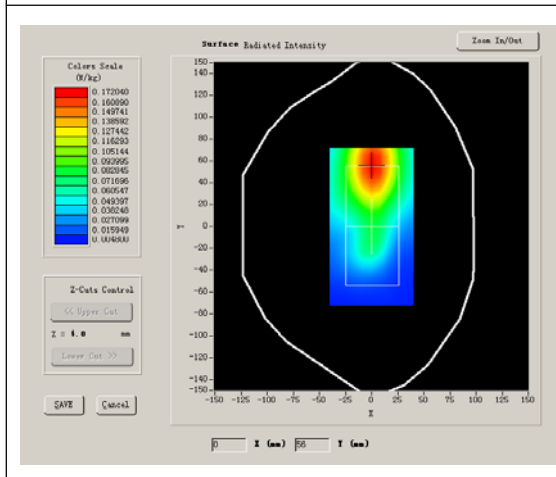 Surface Radiated Intensity
Zoom In/Out
Colors Scale
(W/kg)
0.172040
0.160890
0.149741
0.138592
0.127442
0.116293
0.105144
0.093995
0.082845
0.071696
0.060547
0.049397
0.038248
0.027099
0.015949
0.004800
Z-Cuts Control
<< Upper Cut
Z = 4.0 mm
Lower Cut >>
SAVE
Cancel
150
140
120
100
80
60
40
20
0
-20
-40
-60
-80
-100
-120
-140
-150
Y
-150 -125 -100 -75 -50 -25 0 25 50 75 100 125 150
X
0 X (mm) 56 Y (mm)